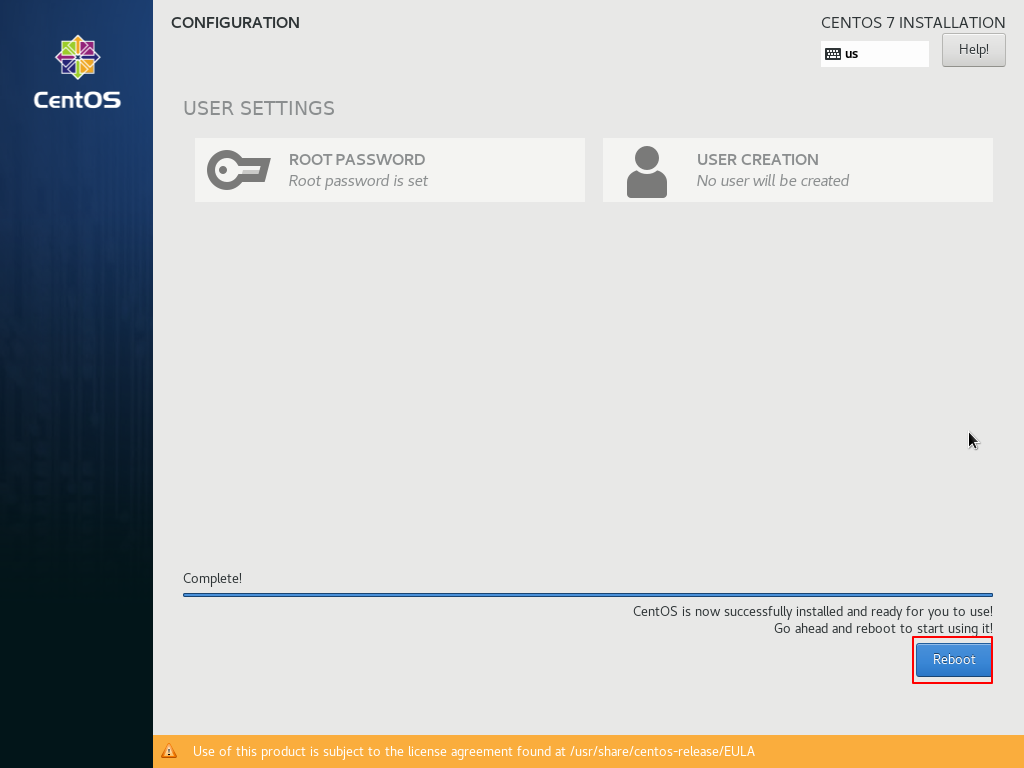 CentOS
CONFIGURATION
CENTOS 7 INSTALLATION
us
Help!
USER SETTINGS
ROOT PASSWORD
Root password is set
USER CREATION
No user will be created
Complete!
CentOS is now successfully installed and ready for you to use!
Go ahead and reboot to start using it!
Reboot
Use of this product is subject to the license agreement found at /usr/share/centos-release/EULA